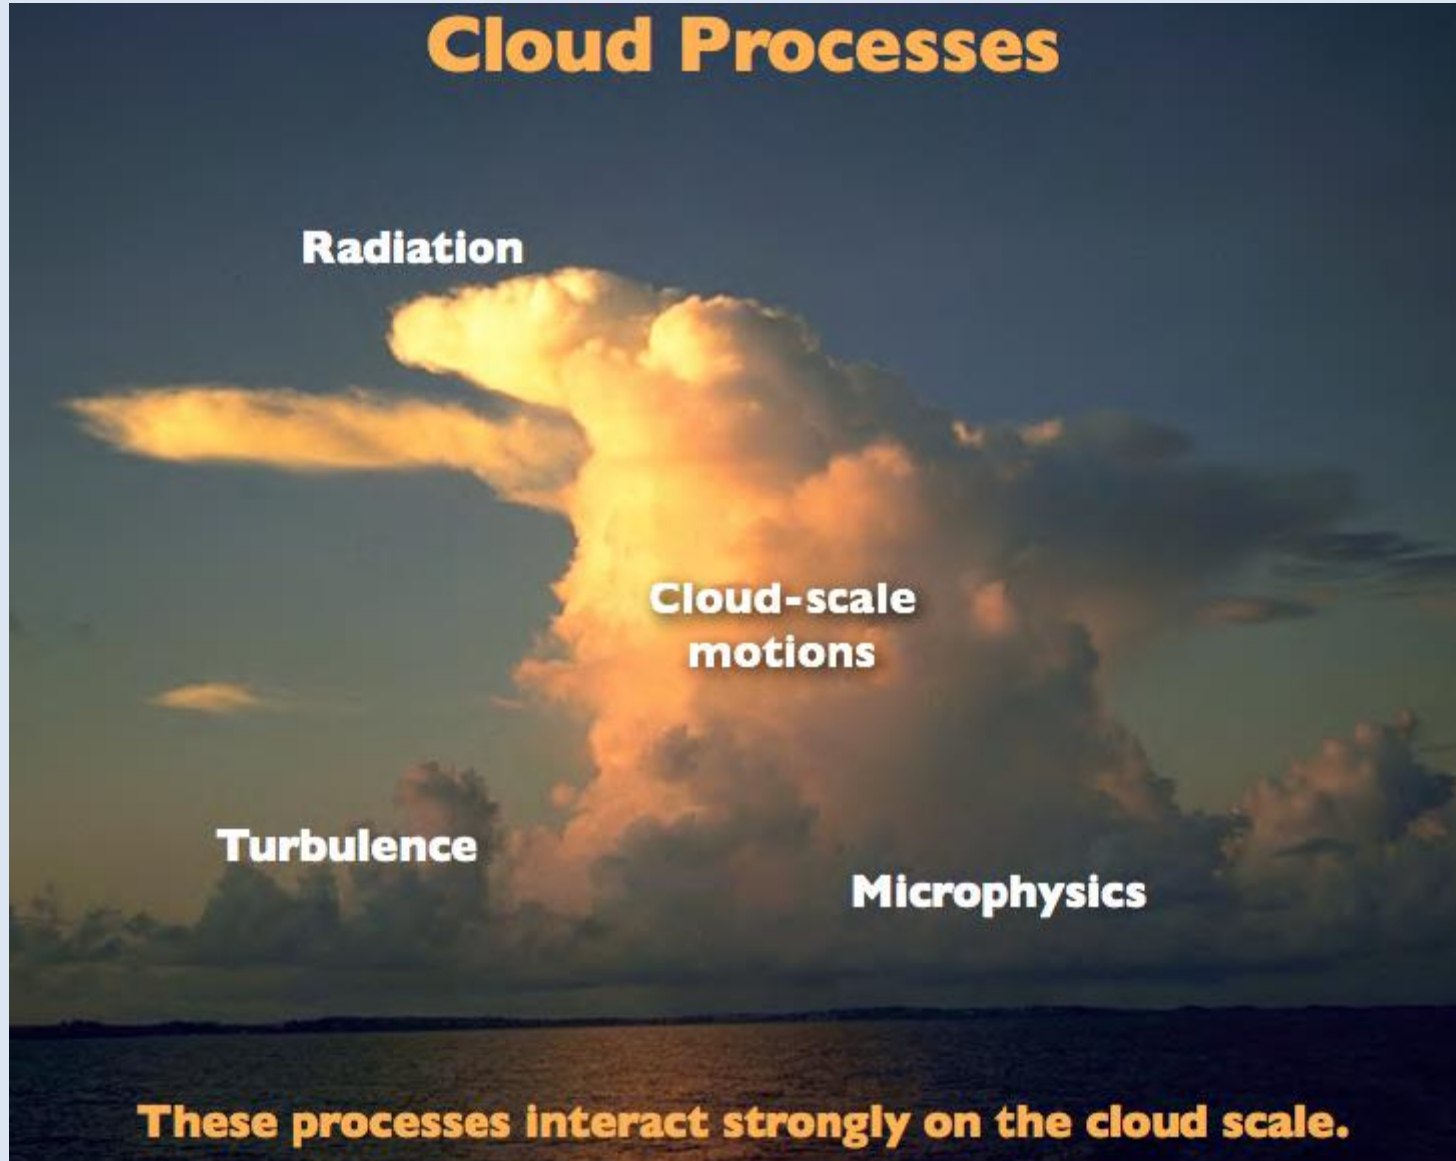 Cloud Processes
Radiation
Cloud-scale
motions
Turbulence
Microphysics
These processes interact strongly on the cloud scale.